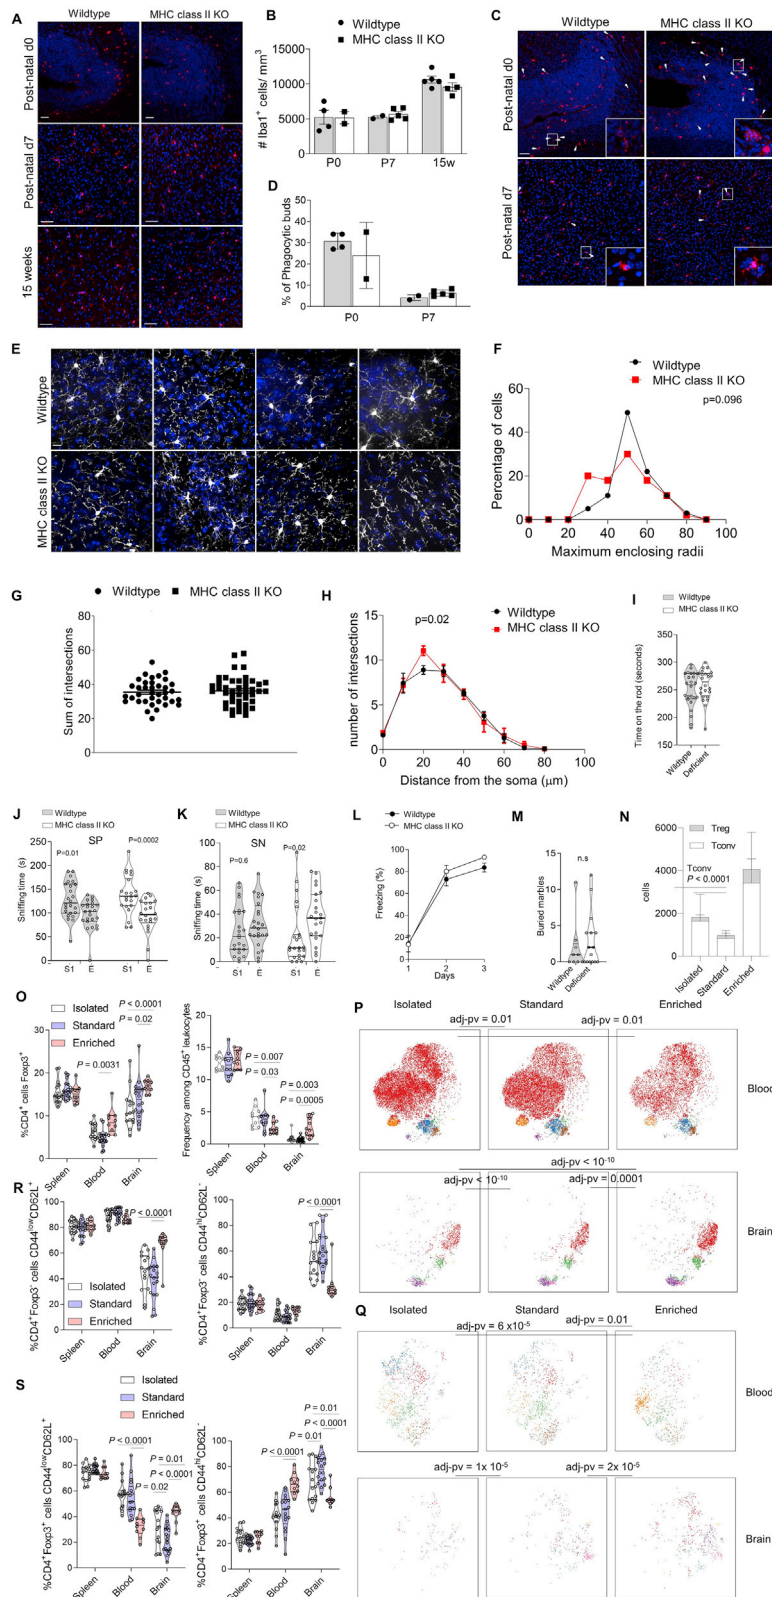 A
Wildtype
MHC class II KO
Post-natal d0
Post-natal d7
15 weeks
B
Wildtype
MHC class II KO
# Iba1+ cells/ mm3
15000
10000
5000
0
P0
P7
15w
C
Wildtype
MHC class II KO
Post-natal d0
Post-natal d7
D
% of Phagocytic buds
50
40
30
20
10
0
P0
P7
E
Wildtype
MHC class II KO
F
Wildtype
MHC class II KO
p=0.096
Percentage of cells
60
40
20
0
0
20
40
60
80
100
Maximum enclosing radii
G
Wildtype
MHC class II KO
Sum of intersections
80
60
40
20
0
H
p=0.02
Wildtype
MHC class II KO
number of intersections
15
10
5
0
0
20
40
60
80
100
Distance from the soma (µm)
I
Wildtype
MHC class II KO
Time on the rod (seconds)
350
300
250
200
150
Wildtype
Deficient
J
Wildtype
MHC class II KO
SP
P=0.01
P=0.0002
Sniffing time (s)
250
200
150
100
50
0
S1
E
S1
E
K
Wildtype
MHC class II KO
SN
P=0.6
P=0.02
Sniffing time (s)
100
80
60
40
20
0
S1
E
S1
E
L
Wildtype
MHC class II KO
Freezing (%)
100
80
60
40
20
0
1
2
3
Days
M
n.s
Buried marbles
15
10
5
0
Wildtype
Deficient
N
Treg
Tconv
Tconv
P < 0.0001
cells
6000
4000
2000
0
Isolated
Standard
Enriched
O
Isolated
Standard
Enriched
P < 0.0001
P = 0.02
P = 0.0031
%CD4+ cells Foxp3+
30
20
10
0
Spleen
Blood
Brain
P = 0.007
P = 0.03
P = 0.003
P = 0.0005
Frequency among CD45+ leukocytes
20
15
10
5
0
Spleen
Blood
Brain
P
Isolated
Standard
Enriched
adj-pv = 0.01
adj-pv = 0.01
Blood
adj-pv < 10-10
adj-pv < 10-10
adj-pv = 0.0001
Brain
Q
Isolated
Standard
Enriched
adj-pv = 0.01
adj-pv = 6 x10-5
Blood
adj-pv = 1x 10-5
adj-pv = 2x 10-5
Brain
R
P < 0.0001
%CD4+Foxp3- cells CD44lowCD62L+
100
80
60
40
20
0
Isolated
Standard
Enriched
Spleen
Blood
Brain
P < 0.0001
%CD4+Foxp3- cells CD44hiCD62L-
100
80
60
40
20
0
Spleen
Blood
Brain
S
Isolated
Standard
Enriched
P < 0.0001
P = 0.01
P < 0.0001
P = 0.02
%CD4+Foxp3+ cells CD44lowCD62L+
100
80
60
40
20
0
Spleen
Blood
Brain
P = 0.01
P < 0.0001
P = 0.01
P < 0.0001
%CD4+Foxp3+ cells CD44hiCD62L-
100
80
60
40
20
0
Spleen
Blood
Brain